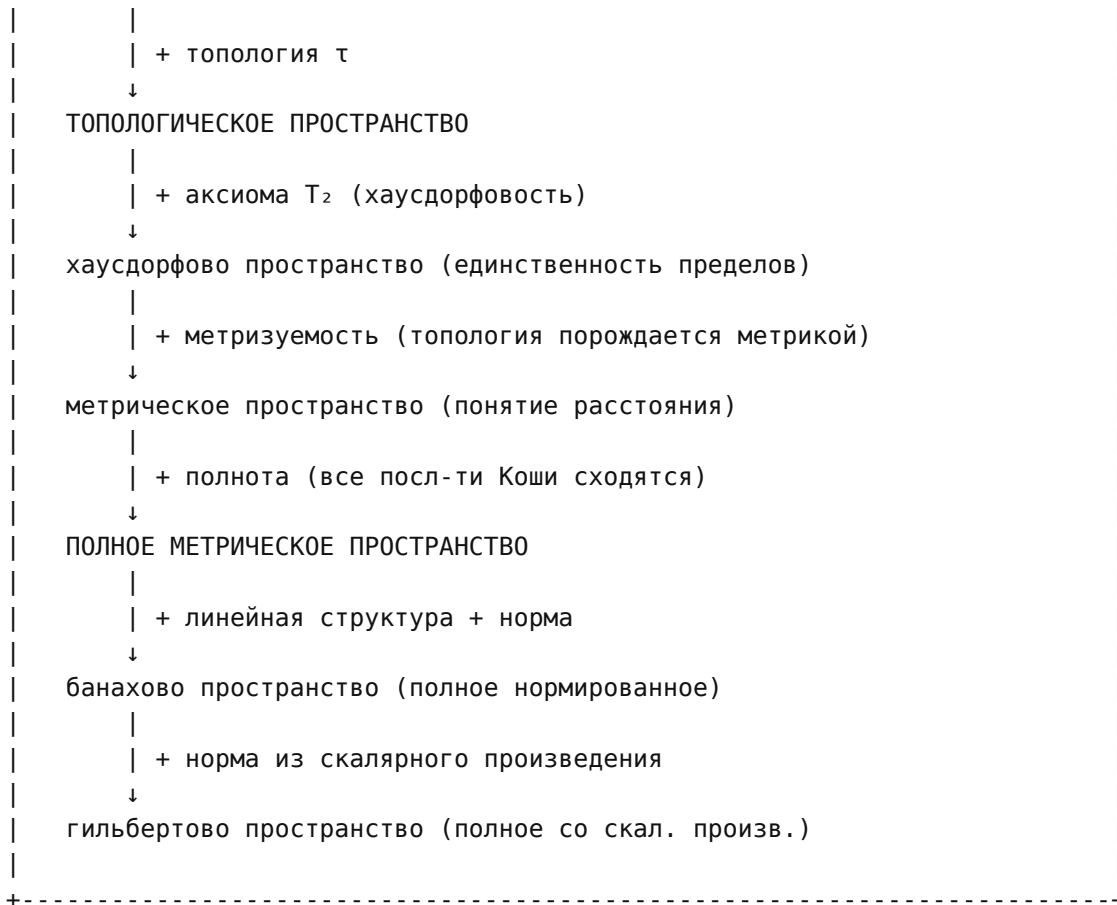 |       |
|       | + топология τ
|       ↓
|   ТОПОЛОГИЧЕСКОЕ ПРОСТРАНСТВО
|       |
|       | + аксиома T₂ (хаусдорфовость)
|       ↓
|   хаусдорфово пространство (единственность пределов)
|       |
|       | + метризуемость (топология порождается метрикой)
|       ↓
|   метрическое пространство (понятие расстояния)
|       |
|       | + полнота (все посл-ти Коши сходятся)
|       ↓
|   ПОЛНОЕ МЕТРИЧЕСКОЕ ПРОСТРАНСТВО
|       |
|       | + линейная структура + норма
|       ↓
|   банахово пространство (полное нормированное)
|       |
|       | + норма из скалярного произведения
|       ↓
|   гильбертово пространство (полное со скал. произв.)
|
+-------------------------------------------------------------------------